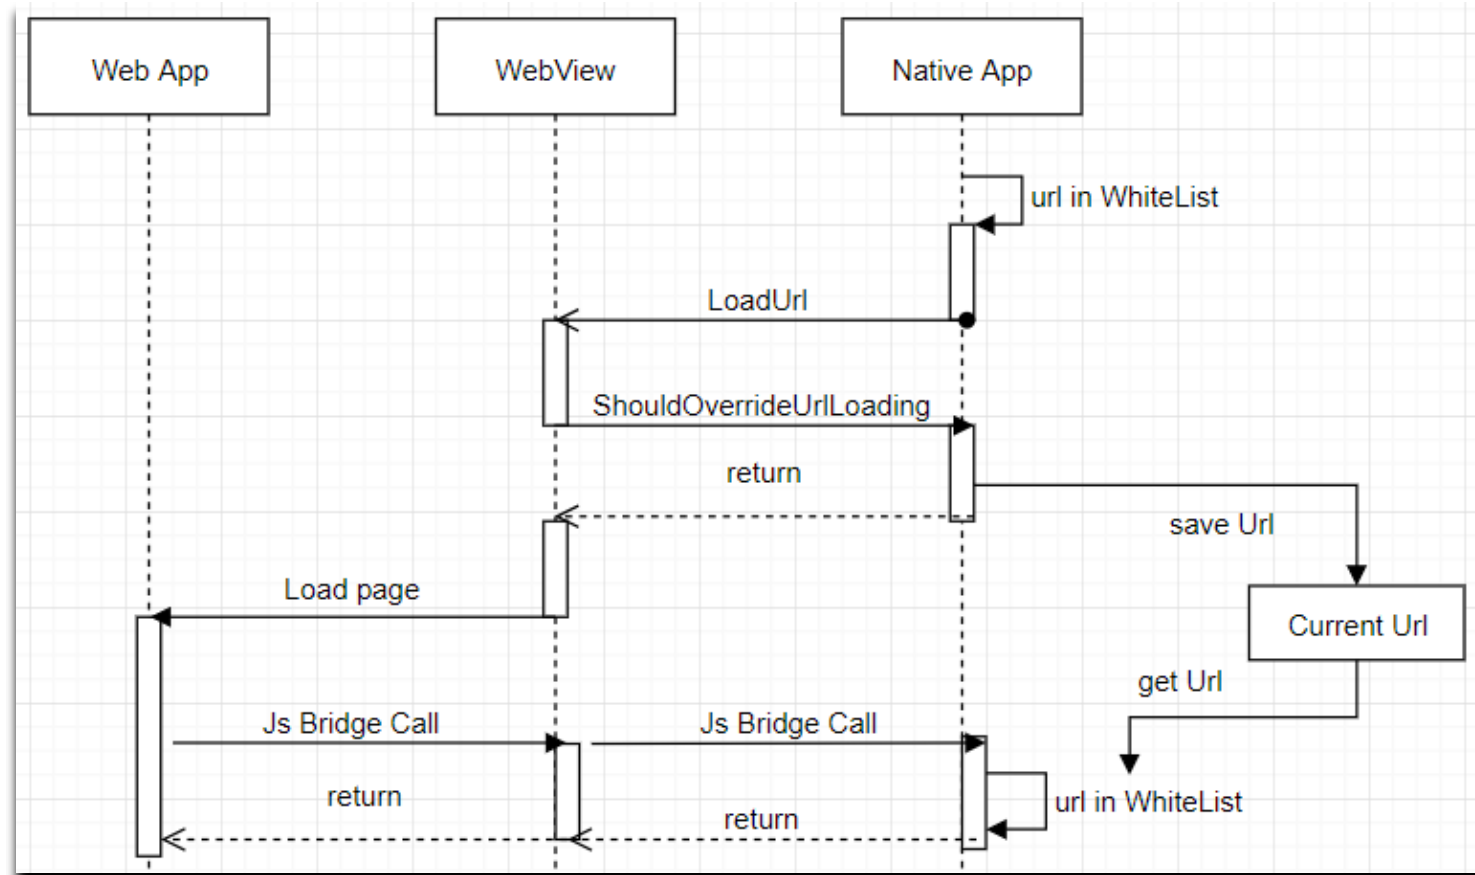 Web App
WebView
Native App
url in WhiteList
LoadUrl
ShouldOverrideUrlLoading
return
save Url
Load page
Current Url
get Url
Js Bridge Call
Js Bridge Call
return
url in WhiteList
return